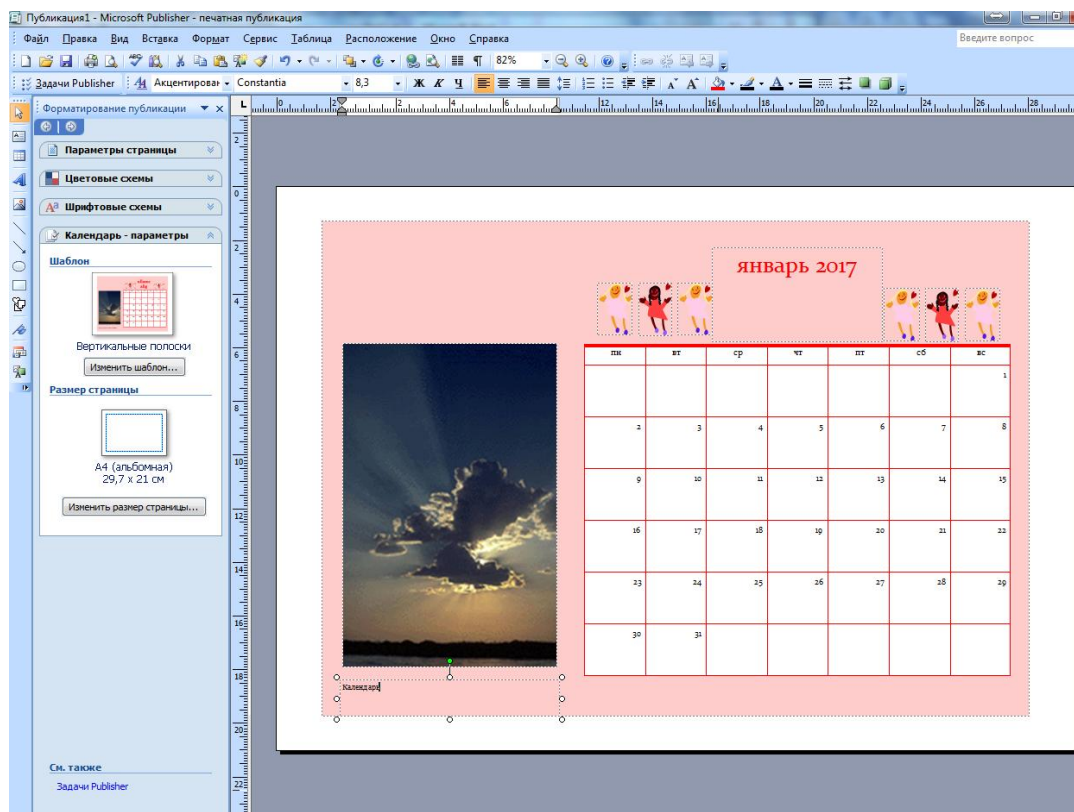 Публикация1 - Microsoft Publisher - печатная публикация
Файл Правка Вид Вставка Формат Сервис Таблица Расположение Окно Справка
Введите вопрос
82%
Задачи Publisher Акцентирован Constantia 8,3 Ж К Ч
Форматирование публикации
Параметры страницы
Цветовые схемы
Шрифтовые схемы
Календарь - параметры
Шаблон
Вертикальные полоски
Изменить шаблон...
Размер страницы
A4 (альбомная)
29,7 x 21 см
Изменить размер страницы...
См. также
Задачи Publisher
январь 2017
пн вт ср чт пт сб вс
1
2 3 4 5 6 7 8
9 10 11 12 13 14 15
16 17 18 19 20 21 22
23 24 25 26 27 28 29
30 31
Календарь